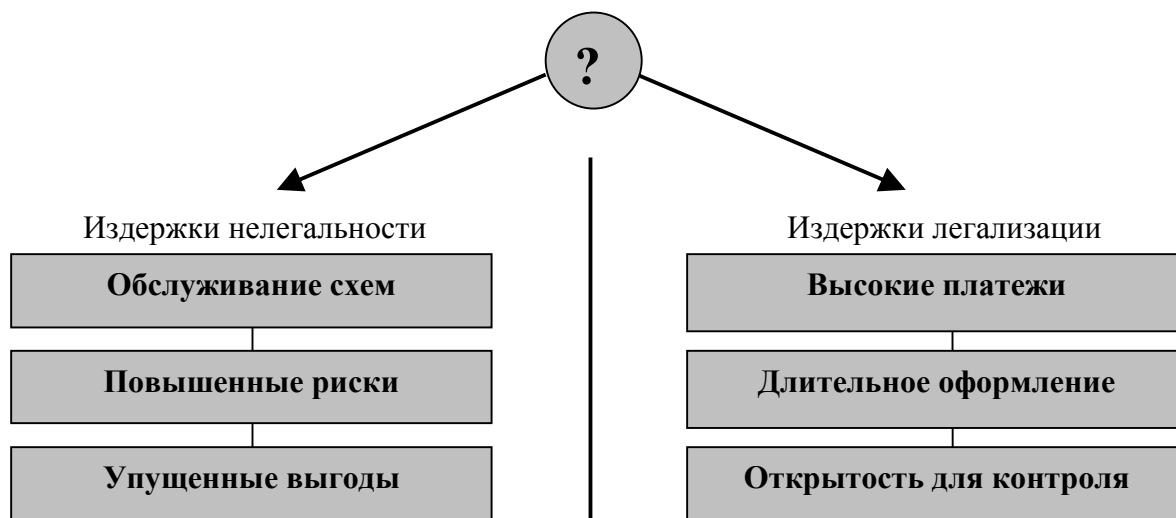 ?
Издержки нелегальности
Обслуживание схем
Повышенные риски
Упущенные выгоды
Издержки легализации
Высокие платежи
Длительное оформление
Открытость для контроля